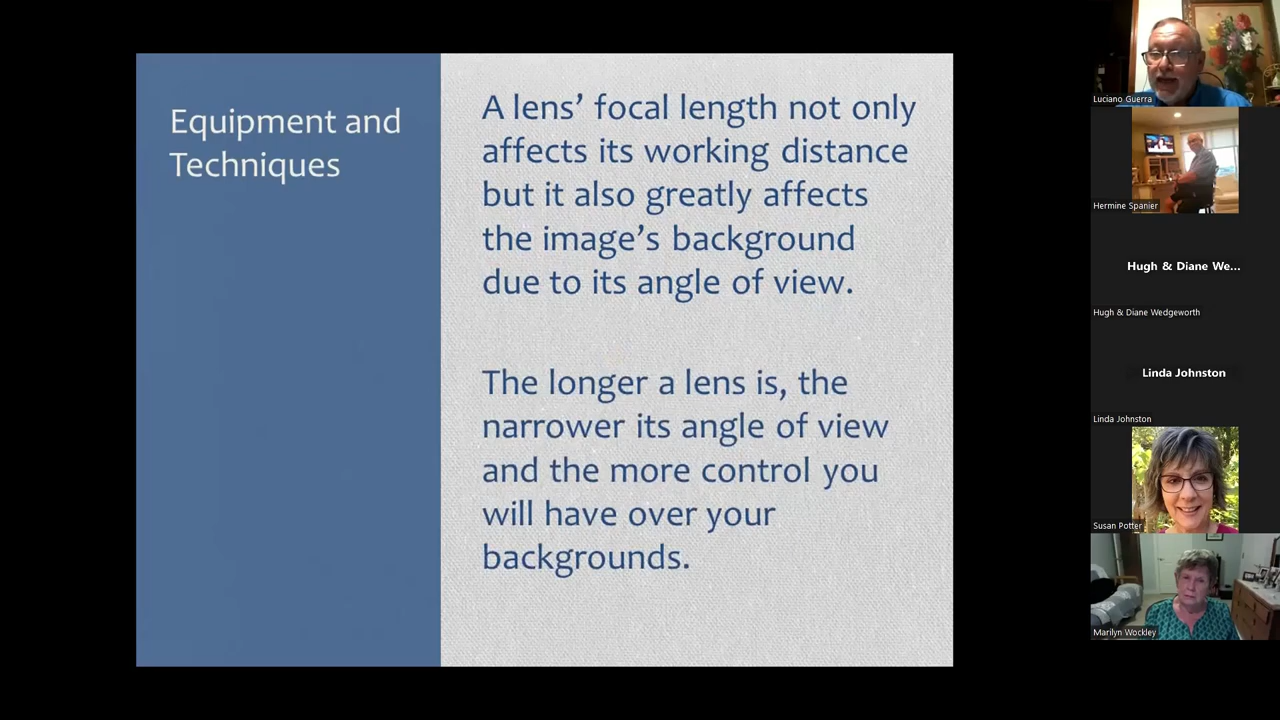 Equipment and
Techniques
A lens’ focal length not only
affects its working distance
but it also greatly affects
the image’s background
due to its angle of view.
The longer a lens is, the
narrower its angle of view
and the more control you
will have over your
backgrounds.
Luciano Guerra
Hermine Spanier
Hugh & Diane We...
Hugh & Diane Wedgeworth
Linda Johnston
Linda Johnston
Susan Potter
Marilyn Wockley